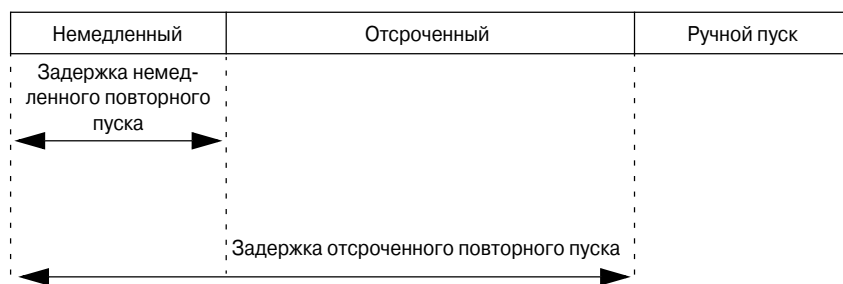 Немедленный Отсроченный Ручной пуск
Задержка немед-
ленного повторного
пуска
Задержка отсроченного повторного пуска